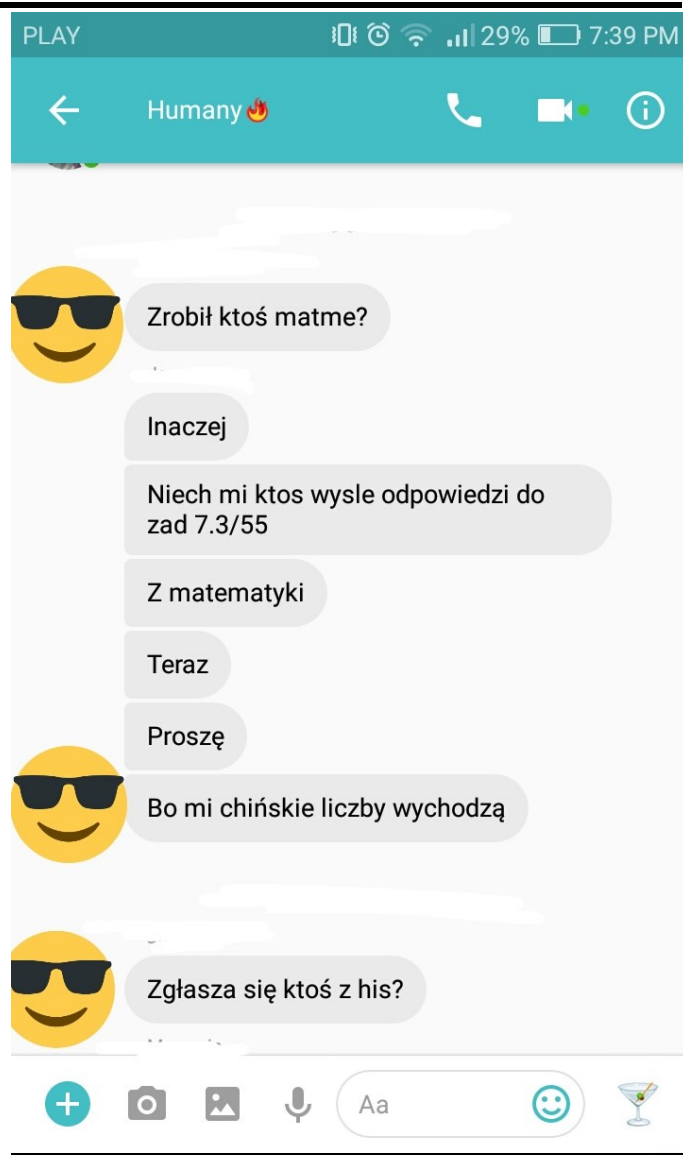 PLAY 29% 7:39 PM
Humany🔥
Zrobił ktoś matme?
Inaczej
Niech mi ktos wysle odpowiedzi do
zad 7.3/55
Z matematyki
Teraz
Proszę
Bo mi chińskie liczby wychodzą
Zgłasza się ktoś z his?
Aa